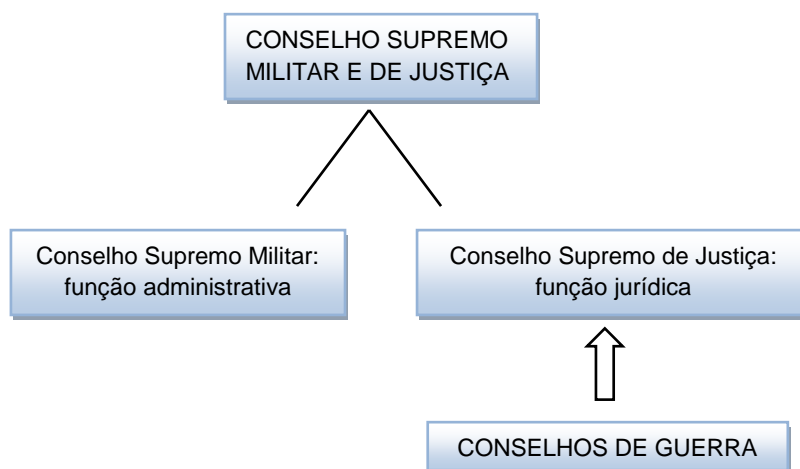 CONSELHO SUPREMO
MILITAR E DE JUSTIÇA
Conselho Supremo Militar:
função administrativa
Conselho Supremo de Justiça:
função jurídica
CONSELHOS DE GUERRA